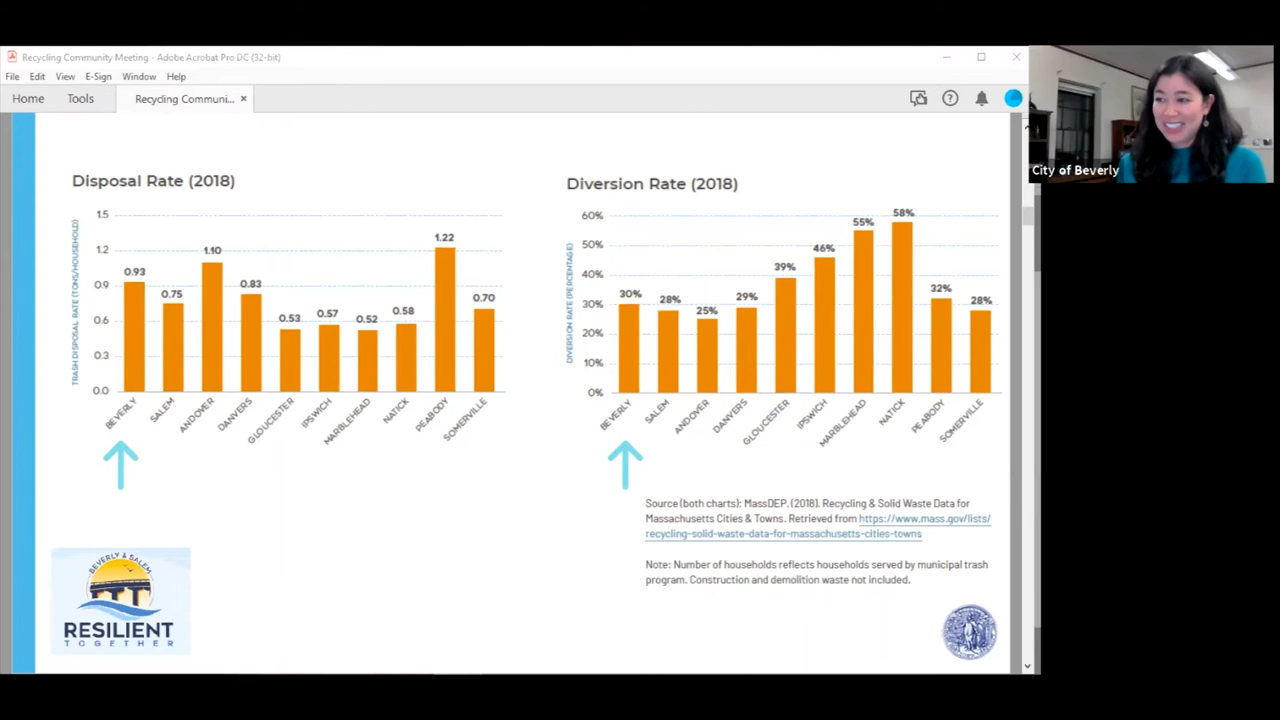 Recycling Community Meeting - Adobe Acrobat Pro DC (32-bit)
File Edit View E-Sign Window Help
Home Tools Recycling Communi... ×
City of Beverly
Disposal Rate (2018)
TRASH DISPOSAL RATE (TONS/HOUSEHOLD)
1.5
1.2
0.9
0.6
0.3
0.0
0.93
0.75
1.10
0.83
0.53
0.57
0.52
0.58
1.22
0.70
BEVERLY
SALEM
ANDOVER
DANVERS
GLOUCESTER
IPSWICH
MARBLEHEAD
NATICK
PEABODY
SOMERVILLE
Diversion Rate (2018)
DIVERSION RATE (PERCENTAGE)
60%
50%
40%
30%
20%
10%
0%
30%
28%
25%
29%
39%
46%
55%
58%
32%
28%
BEVERLY
SALEM
ANDOVER
DANVERS
GLOUCESTER
IPSWICH
MARBLEHEAD
NATICK
PEABODY
SOMERVILLE
Source (both charts): MassDEP. (2018). Recycling & Solid Waste Data for
Massachusetts Cities & Towns. Retrieved from https://www.mass.gov/lists/
recycling-solid-waste-data-for-massachusetts-cities-towns
Note: Number of households reflects households served by municipal trash
program. Construction and demolition waste not included.
BEVERLY & SALEM
RESILIENT
TOGETHER